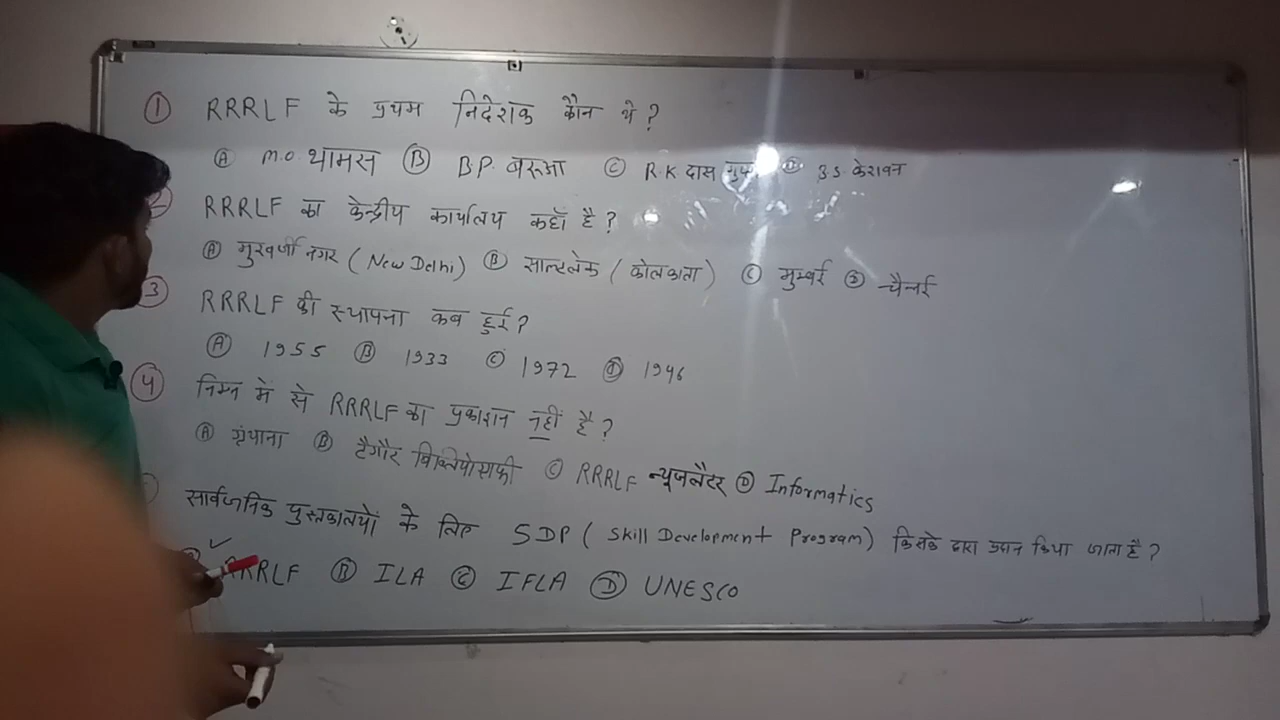 ① RRRLF के प्रथम निदेशक कौन थे ?
Ⓐ M.O. थामस Ⓑ B.P. बरूआ Ⓒ R.K दास गुप्त Ⓓ B.S. केशवन
2 RRRLF का केन्द्रीय कार्यालय कहाँ है ?
Ⓐ मुखर्जी नगर (New Delhi) Ⓑ साल्टलेक (कोलकाता) Ⓒ मुम्बई Ⓓ चैन्नई
3 RRRLF की स्थापना कब हुई ?
Ⓐ 1955 Ⓑ 1933 Ⓒ 1972 Ⓓ 1946
④ निम्न में से RRRLF का प्रकाशन नहीं है ?
Ⓐ ग्रंथाना Ⓑ टैगौर बिब्लियोग्राफी Ⓒ RRRLF न्यूजलैटर Ⓓ Informatics
सार्वजनिक पुस्तकालयों के लिए SDP ( Skill Development Program) किसके द्वारा प्रदान किया जाता है ?
RRRLF Ⓑ ILA Ⓒ IFLA Ⓓ UNESCO